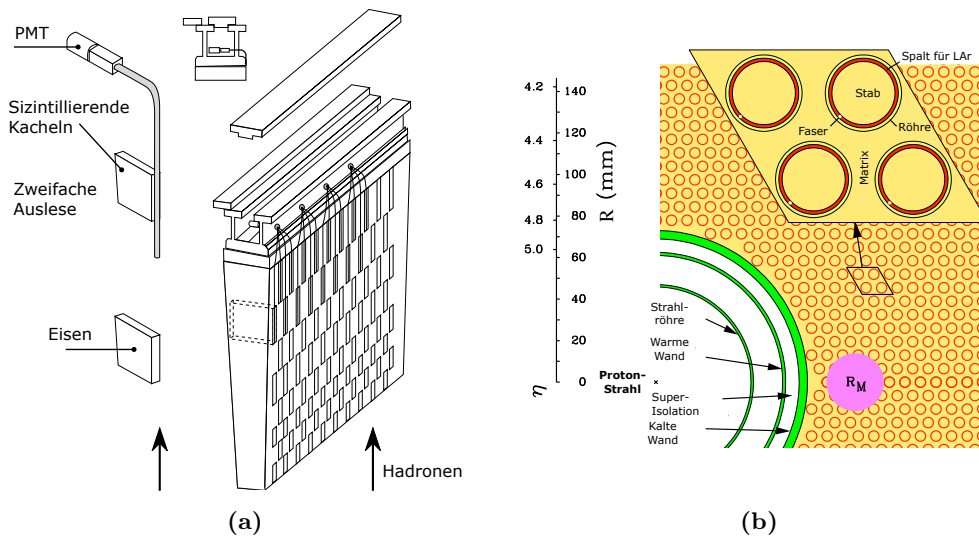 PMT
Sizintillierende
Kacheln
Zweifache
Auslese
Eisen
Hadronen
(a)
4.2
4.4
4.6
4.8
5.0
η
140
120
100
80
60
40
20
0
R (mm)
Spalt für LAr
Stab
Faser
Röhre
Matrix
Strahl-
röhre
Warme
Wand
Proton-
Strahl
Super-
Isolation
Kalte
Wand
R_M
(b)